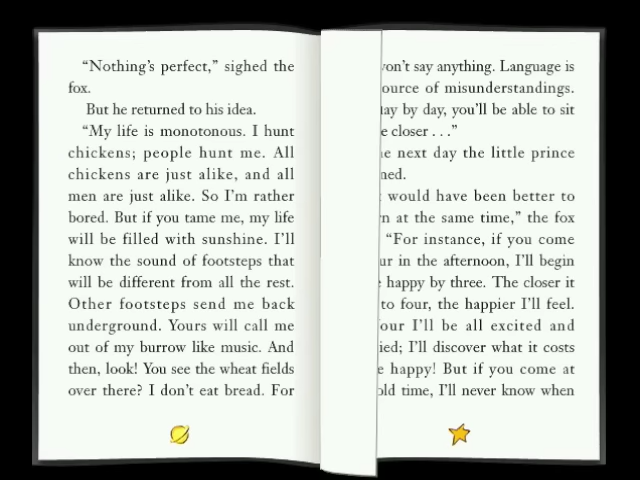 “Nothing’s perfect,” sighed the
fox.
But he returned to his idea.
“My life is monotonous. I hunt
chickens; people hunt me. All
chickens are just alike, and all
men are just alike. So I’m rather
bored. But if you tame me, my life
will be filled with sunshine. I’ll
know the sound of footsteps that
will be different from all the rest.
Other footsteps send me back
underground. Yours will call me
out of my burrow like music. And
then, look! You see the wheat fields
over there? I don’t eat bread. For
say anything. Language is
of misunderstandings.
by day, you’ll be able to sit
closer . . .”
next day the little prince
would have been better to
at the same time,” the fox
“For instance, if you come
in the afternoon, I’ll begin
happy by three. The closer it
to four, the happier I’ll feel.
I’ll be all excited and
I’ll discover what it costs
happy! But if you come at
time, I’ll never know when